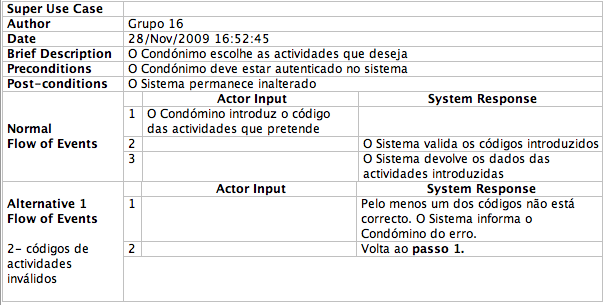 Super Use Case
Author Grupo 16
Date 28/Nov/2009 16:52:45
Brief Description O Condónimo escolhe as actividades que deseja
Preconditions O Condónimo deve estar autenticado no sistema
Post-conditions O Sistema permanece inalterado
Normal
Flow of Events
Actor Input System Response
1 O Condómino introduz o código
das actividades que pretende
2 O Sistema valida os códigos introduzidos
3 O Sistema devolve os dados das
actividades introduzidas
Alternative 1
Flow of Events
2- códigos de
actividades
inválidos
Actor Input System Response
1 Pelo menos um dos códigos não está
correcto. O Sistema informa o
Condómino do erro.
2 Volta ao passo 1.